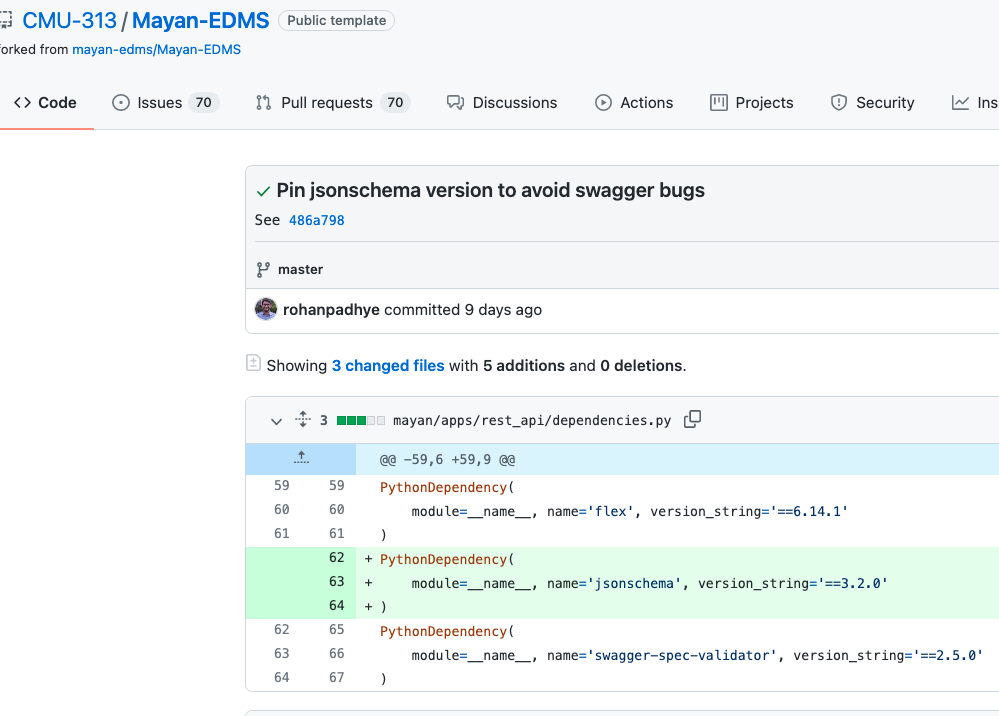 CMU-313 / Mayan-EDMS Public template
forked from mayan-edms/Mayan-EDMS
Code Issues 70 Pull requests 70 Discussions Actions Projects Security Ins
Pin jsonschema version to avoid swagger bugs
See 486a798
master
rohanpadhye committed 9 days ago
Showing 3 changed files with 5 additions and 0 deletions.
3 mayan/apps/rest_api/dependencies.py
@@ -59,6 +59,9 @@
59 59 PythonDependency(
60 60 module=__name__, name='flex', version_string='==6.14.1'
61 61 )
62 + PythonDependency(
63 + module=__name__, name='jsonschema', version_string='==3.2.0'
64 + )
62 65 PythonDependency(
63 66 module=__name__, name='swagger-spec-validator', version_string='==2.5.0'
64 67 )